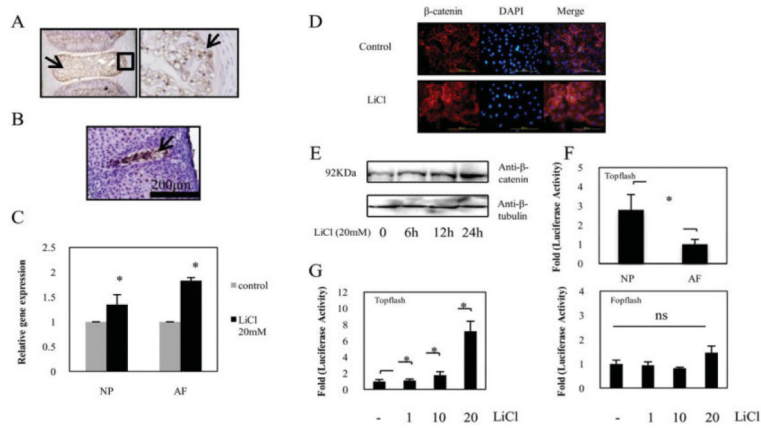 A
B
200μm
C
Relative gene expression
2.5
2
1.5
1
0.5
0
*
*
NP
AF
control
LiCl
20mM
D
β-catenin
DAPI
Merge
Control
LiCl
E
92KDa
Anti-β-
catenin
Anti-β-
tubulin
LiCl (20mM)
0
6h
12h
24h
F
Fold (Luciferase Activity)
Topflash
5
4
3
2
1
0
*
NP
AF
G
Fold (Luciferase Activity)
Topflash
12
10
8
6
4
2
0
*
*
*
-
1
10
20
LiCl
Fold (Luciferase Activity)
Fopflash
4
3
2
1
0
ns
-
1
10
20
LiCl